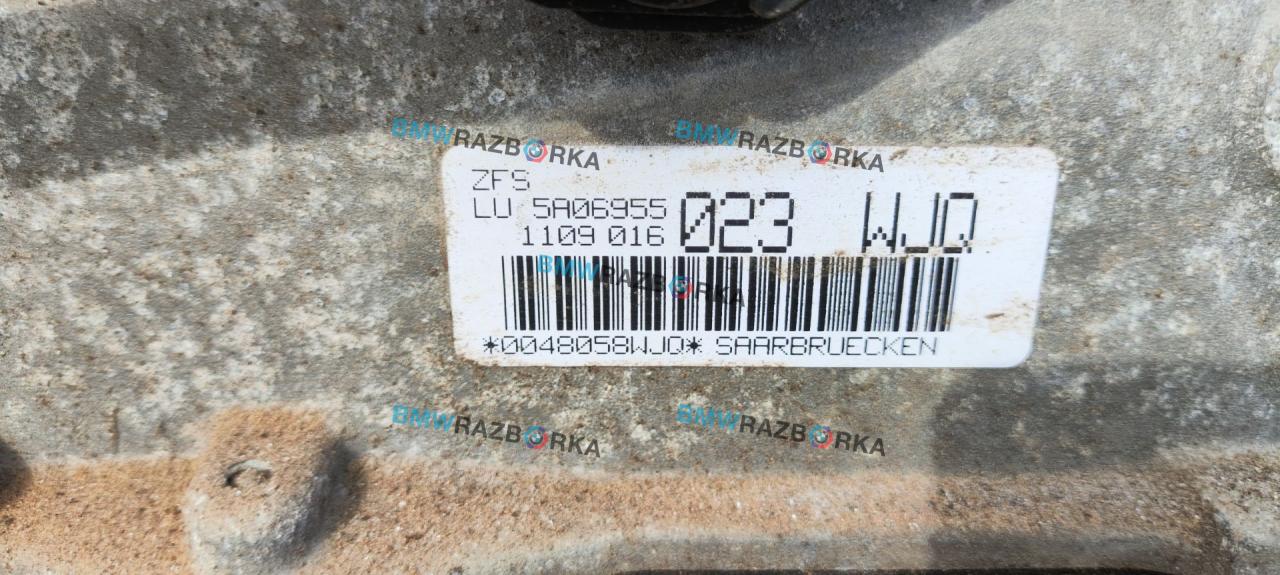 BMWRAZBORKA BMWRAZBORKA
ZFS
LU 5A06955 023 WJQ
1109 016
BMWRAZBORKA
*0048058WJQ* SAARBRUECKEN
BMWRAZBORKA BMWRAZBORKA